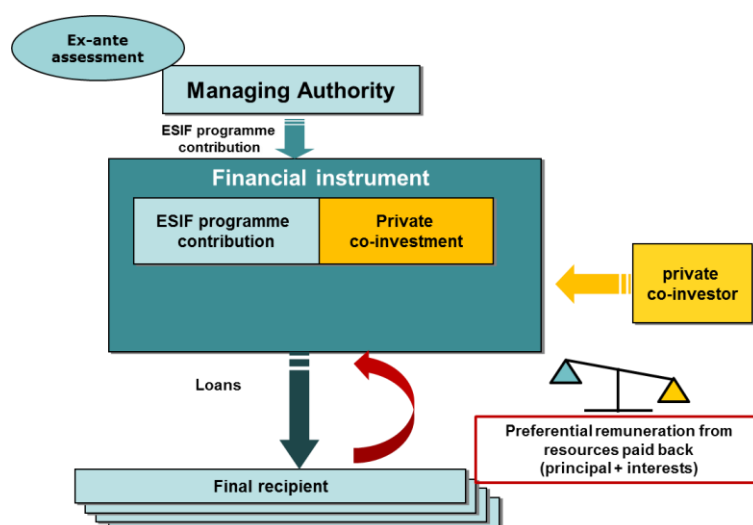 Ex-ante
assessment
Managing Authority
ESIF programme
contribution
Financial instrument
ESIF programme
contribution
Private
co-investment
private
co-investor
Loans
Preferential remuneration from
resources paid back
(principal + interests)
Final recipient